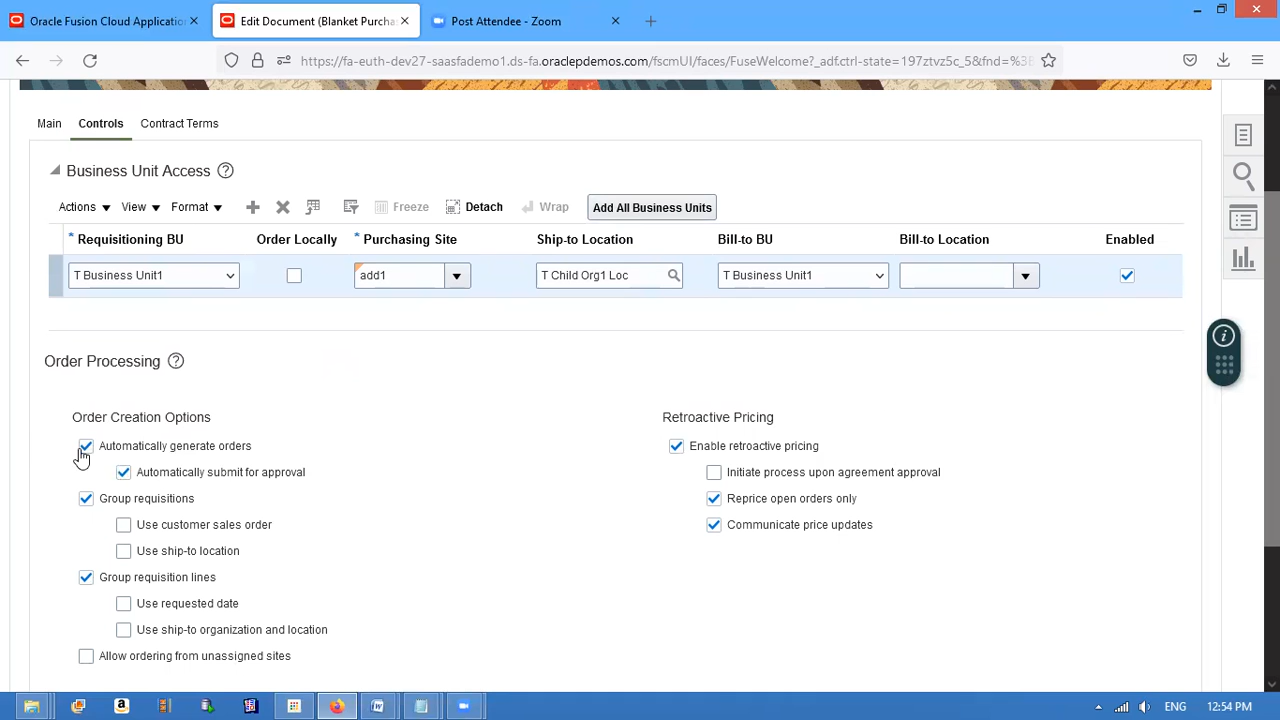 Oracle Fusion Cloud Applicatio
Edit Document (Blanket Purcha
Post Attendee - Zoom
https://fa-euth-dev27-saasfademo1.ds-fa.oraclepdemos.com/fscmUI/faces/FuseWelcome?_adf.ctrl-state=197ztvz5c_5&fnd=%3
Main Controls Contract Terms
Business Unit Access
Actions View Format Freeze Detach Wrap Add All Business Units
* Requisitioning BU Order Locally * Purchasing Site Ship-to Location Bill-to BU Bill-to Location Enabled
T Business Unit1 add1 T Child Org1 Loc T Business Unit1
Order Processing
Order Creation Options
Automatically generate orders
Automatically submit for approval
Group requisitions
Use customer sales order
Use ship-to location
Group requisition lines
Use requested date
Use ship-to organization and location
Allow ordering from unassigned sites
Retroactive Pricing
Enable retroactive pricing
Initiate process upon agreement approval
Reprice open orders only
Communicate price updates
ENG 12:54 PM